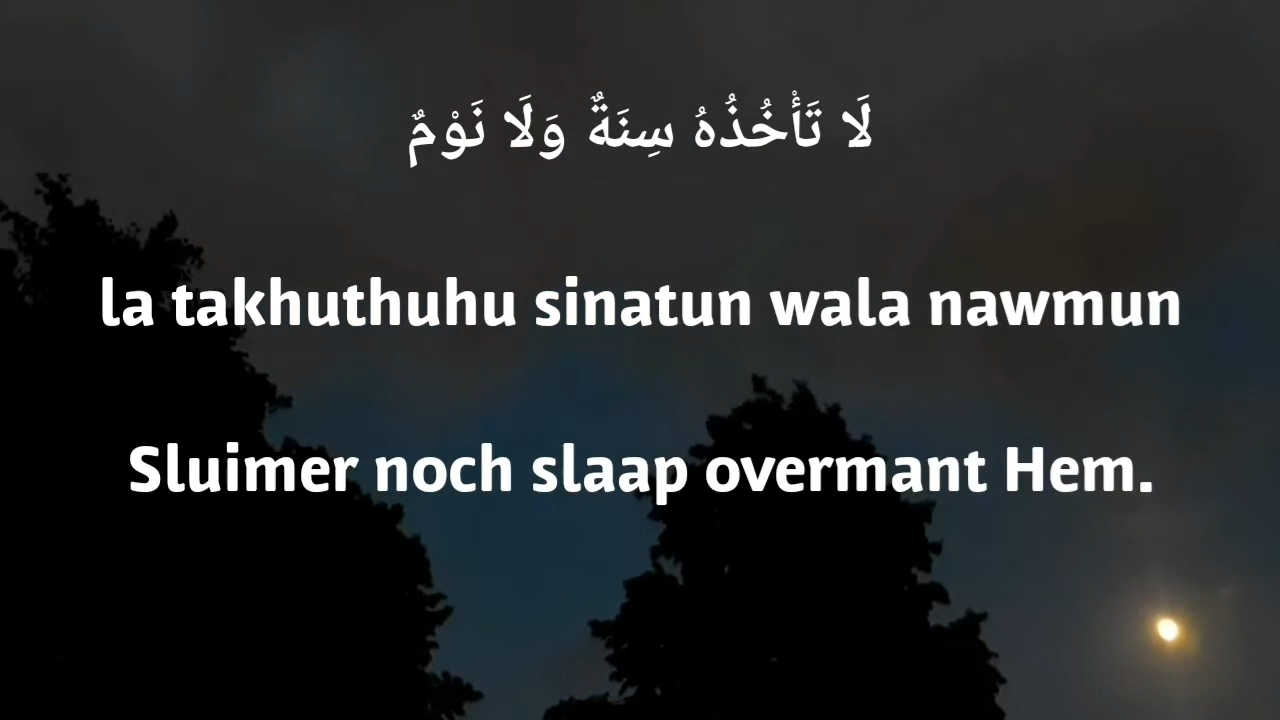 لَا تَأْخُذُهُ سِنَةٌ وَلَا نَوْمٌ
la takhuthuhu sinatun wala nawmun
Sluimer noch slaap overmant Hem.